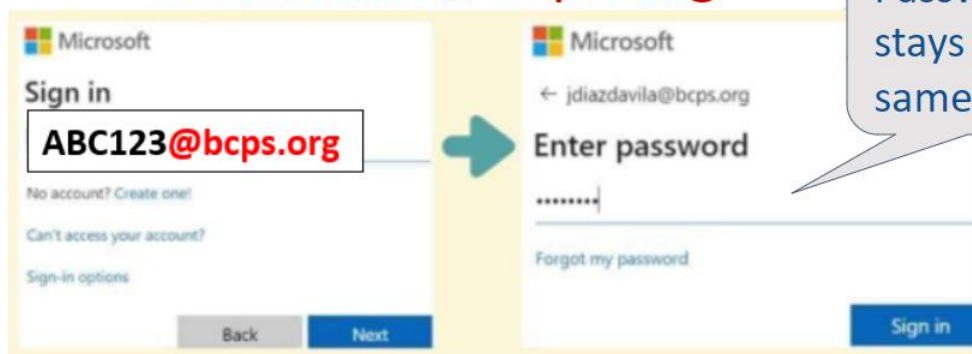 Microsoft
Sign in
ABC123@bcps.org
No account? Create one!
Can't access your account?
Sign-in options
Back
Next
Microsoft
← jdiazdavila@bcps.org
Enter password
Forgot my password
Sign in
stays
same